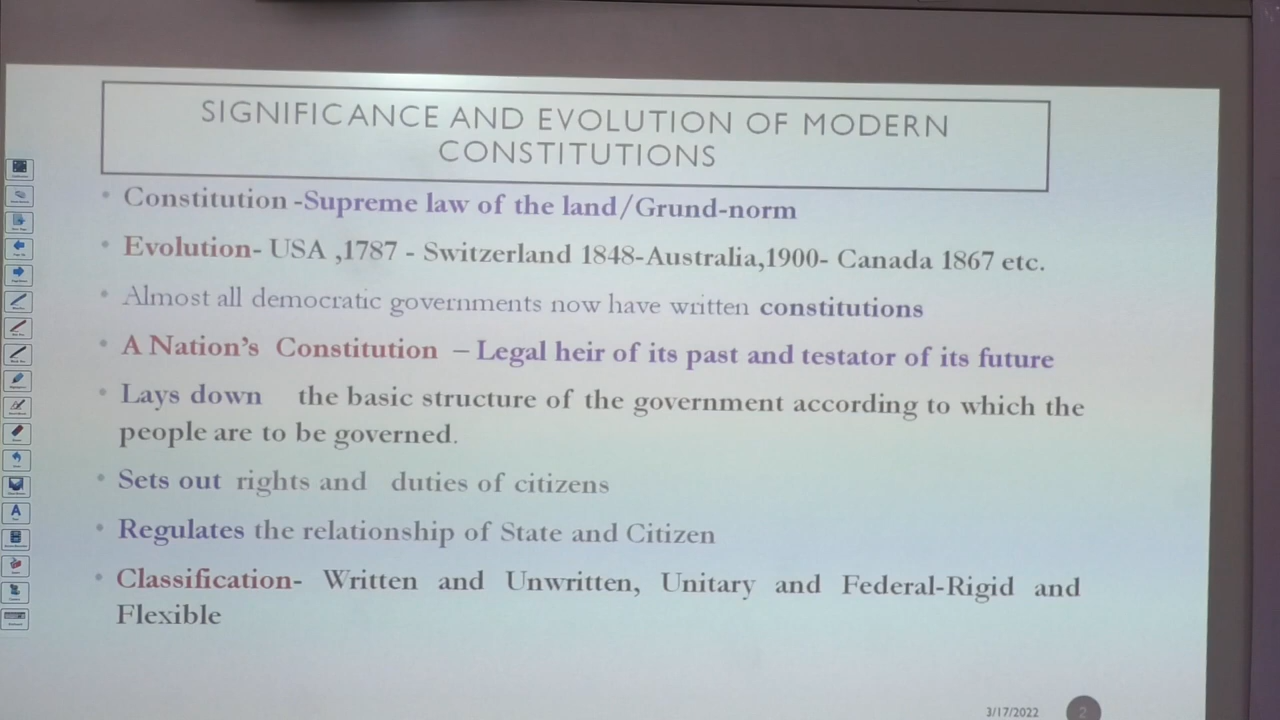 SIGNIFICANCE AND EVOLUTION OF MODERN
CONSTITUTIONS
• Constitution -Supreme law of the land/Grund-norm
• Evolution- USA ,1787 - Switzerland 1848-Australia,1900- Canada 1867 etc.
• Almost all democratic governments now have written constitutions
• A Nation's Constitution – Legal heir of its past and testator of its future
• Lays down the basic structure of the government according to which the
people are to be governed.
• Sets out rights and duties of citizens
• Regulates the relationship of State and Citizen
• Classification- Written and Unwritten, Unitary and Federal-Rigid and
Flexible
3/17/2022
2